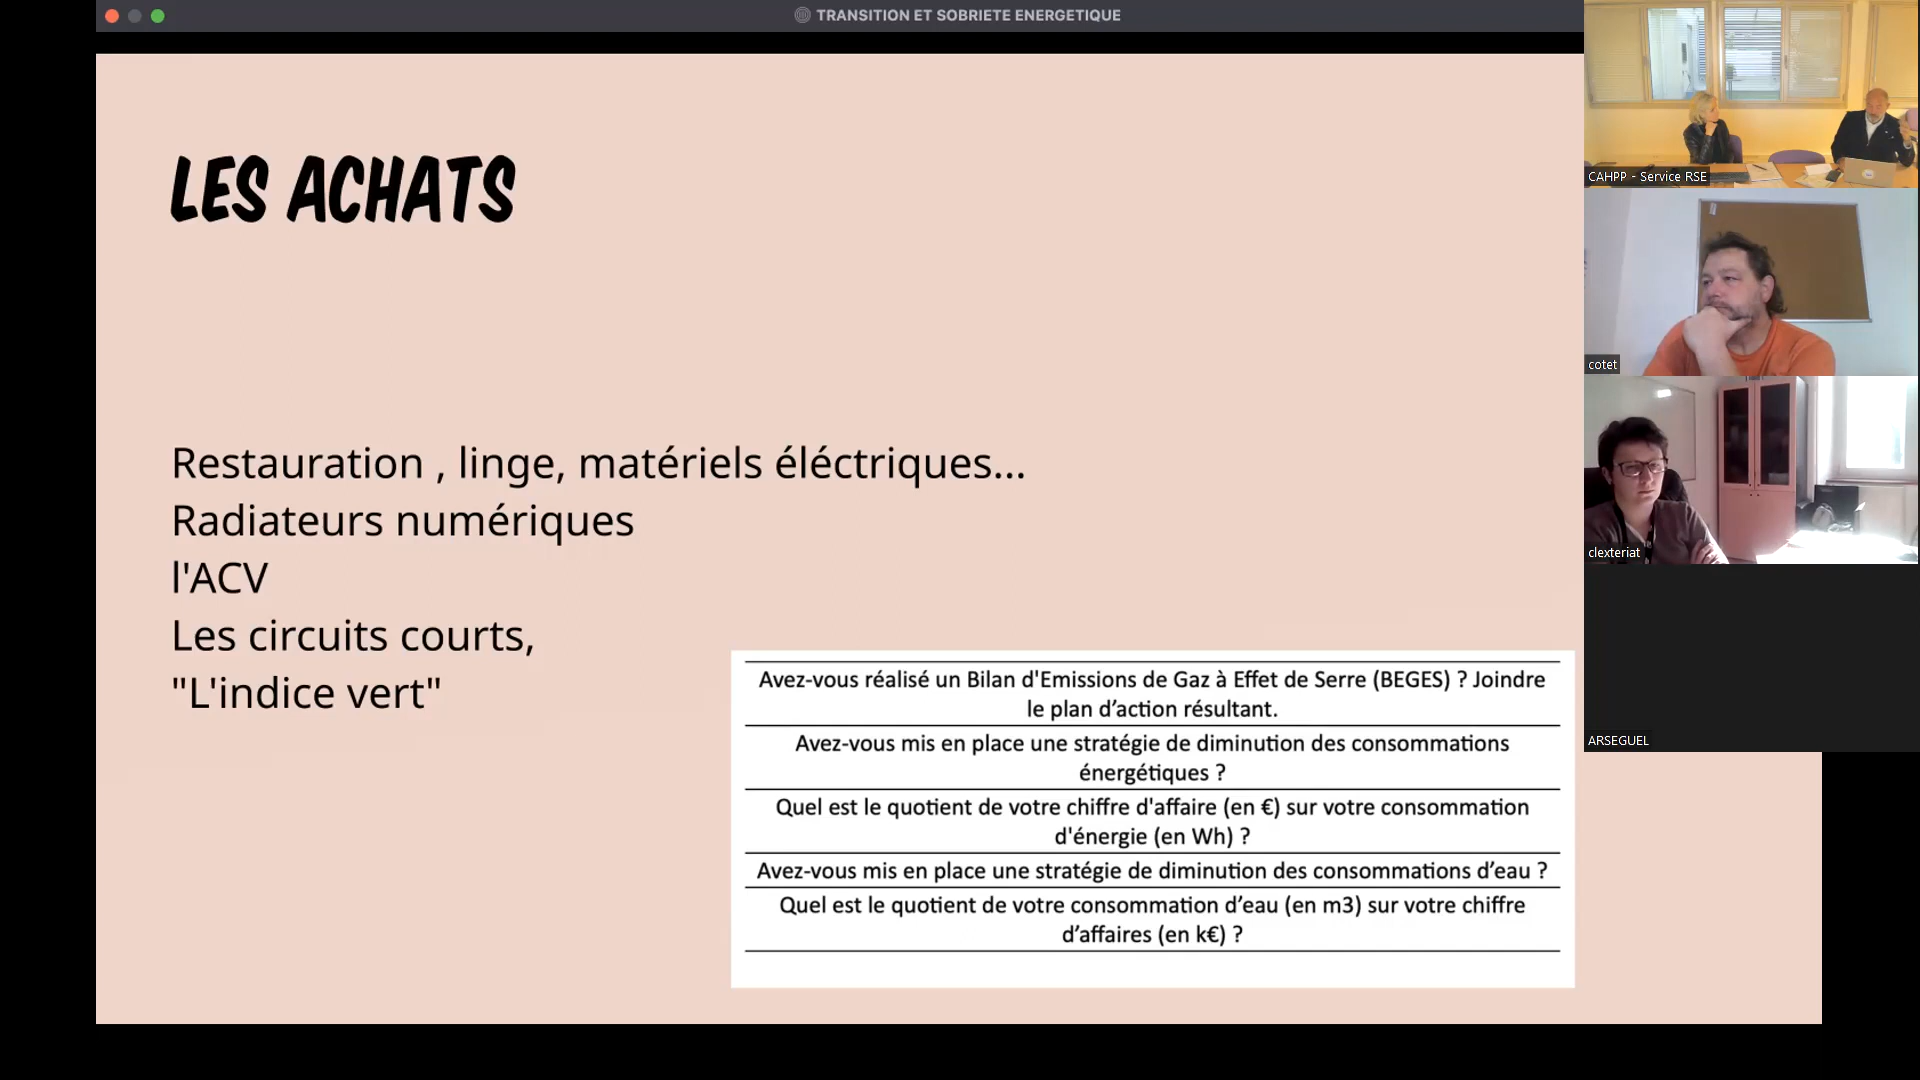 TRANSITION ET SOBRIETE ENERGETIQUE
LES ACHATS
Restauration , linge, matériels éléctriques...
Radiateurs numériques
l'ACV
Les circuits courts,
"L'indice vert"
Avez-vous réalisé un Bilan d'Emissions de Gaz à Effet de Serre (BEGES) ? Joindre
le plan d’action résultant.
Avez-vous mis en place une stratégie de diminution des consommations
énergétiques ?
Quel est le quotient de votre chiffre d'affaire (en €) sur votre consommation
d'énergie (en Wh) ?
Avez-vous mis en place une stratégie de diminution des consommations d’eau ?
Quel est le quotient de votre consommation d’eau (en m3) sur votre chiffre
d’affaires (en k€) ?
CAHPP - Service RSE
cotet
clexteriat
ARSEGUEL